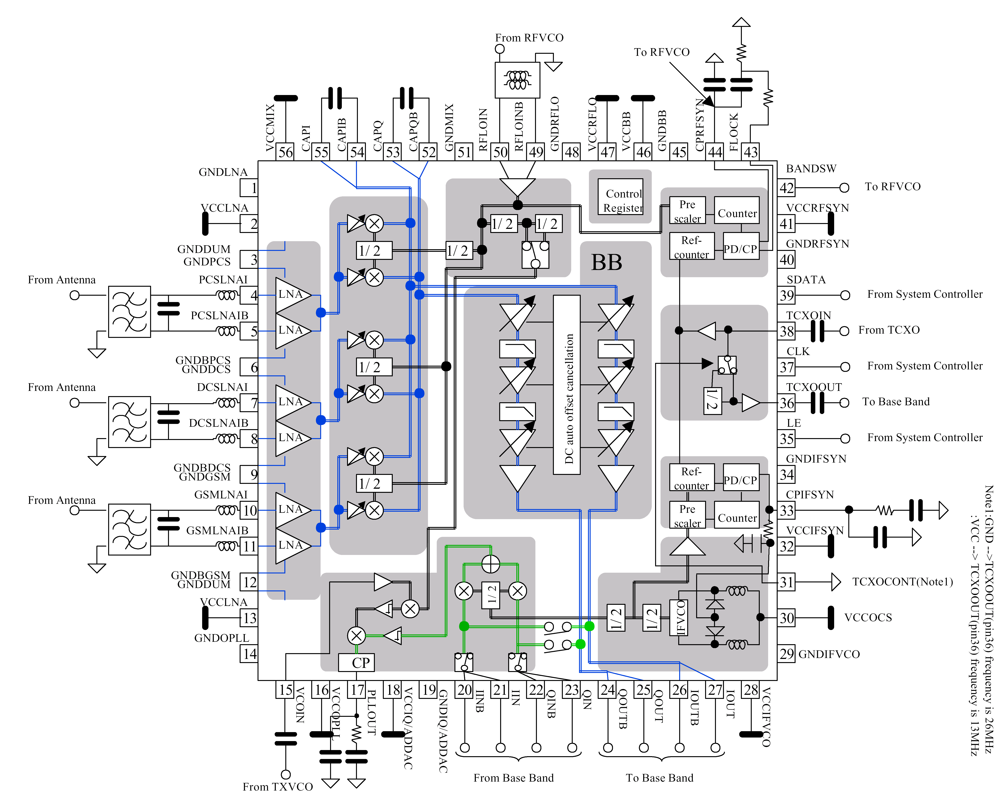 From RFVCO
To RFVCO
VCCMIX
CAPI
CAPIB
CAPQ
CAPQB
GNDMIX
RFLOIN
RFLOINB
GNDRFLO
VCCRFLO
VCCBB
GNDBB
CPRFSYN
FLOCK
56
55
54
53
52
51
50
49
48
47
46
45
44
43
GNDLNA
1
VCCLNA
2
GNDDUM
3
GNDPCS
From Antenna
PCSLNAI
4
PCSLNAIB
5
GNDBPCS
GNDDCS
6
From Antenna
DCSLNAI
7
DCSLNAIB
8
GNDBDCS
GNDGSM
9
From Antenna
GSMLNAI
10
GSMLNAIB
11
GNDBGSM
GNDDUM
12
VCCLNA
13
GNDOPLL
14
LNA
LNA
LNA
LNA
LNA
LNA
1/ 2
1/ 2
1/ 2
1/ 2
1/ 2
1/ 2
Control
Register
BB
DC auto offset cancellation
Pre
scaler
Counter
Ref-
counter
PD/CP
1/ 2
Ref-
counter
PD/CP
Pre
scaler
Counter
1/ 2
1/ 2
1/ 2
IFVCO
CP
BANDSW
42
To RFVCO
VCCRFSYN
41
GNDRFSYN
40
SDATA
39
From System Controller
TCXOIN
38
From TCXO
CLK
37
From System Controller
TCXOOUT
36
To Base Band
LE
35
From System Controller
GNDIFSYN
34
CPIFSYN
33
VCCIFSYN
32
31
TCXOCONT(Note1)
30
VCCOCS
29
GNDIFVCO
15
16
17
18
19
20
21
22
23
24
25
26
27
28
VCOIN
VCCOPLL
PLLOUT
VCCIQ/ADDAC
GNDIQ/ADDAC
IINB
IIN
QINB
QIN
QOUTB
QOUT
IOUTB
IOUT
VCCIFVCO
From TXVCO
From Base Band
To Base Band
Note1:GND -->TCXOOUT(pin36) frequency is 26MHz
:VCC --> TCXOOUT(pin36) frequency is 13MHz